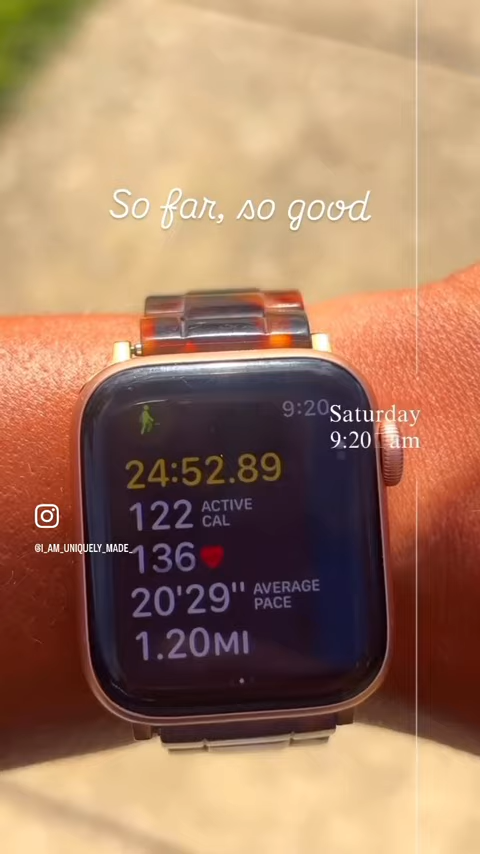 So far, so good
9:20
Saturday
9:20 am
24:52.89
122 ACTIVE CAL
136
20'29" AVERAGE PACE
1.20MI
@I_AM_UNIQUELY_MADE_